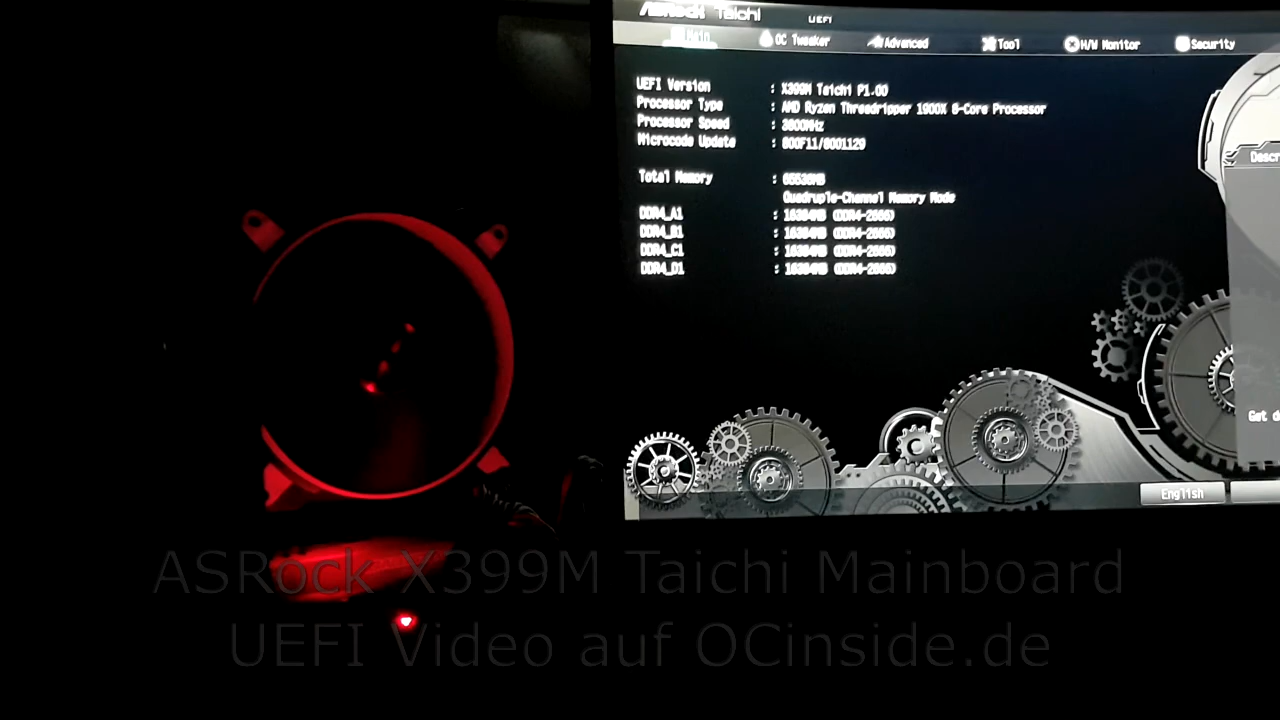 ASRock Taichi UEFI
Main OC Tweaker Advanced Tool H/W Monitor Security
UEFI Version : X399M Taichi P1.00
Processor Type : AMD Ryzen Threadripper 1900X 8-Core Processor
Processor Speed : 3800MHz
Microcode Update : 800F11/8001129
Total Memory : 65536MB
Quadruple-Channel Memory Mode
DDR4_A1 : 16384MB (DDR4-2666)
DDR4_B1 : 16384MB (DDR4-2666)
DDR4_C1 : 16384MB (DDR4-2666)
DDR4_D1 : 16384MB (DDR4-2666)
Descr
Get d
English
ASRock X399M Taichi Mainboard
UEFI Video auf OCinside.de